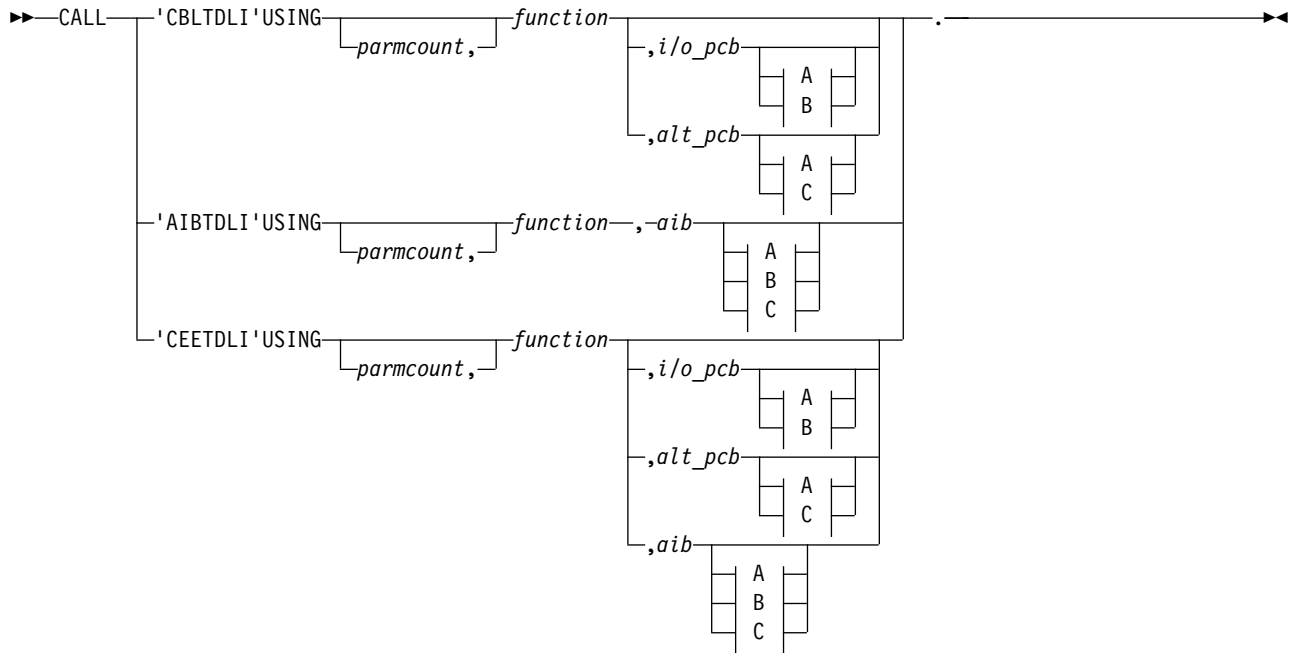 CALL 'CBLTDLI'USING function .
parmcount,
,i/o_pcb
A
B
,alt_pcb
A
C
'AIBTDLI'USING function , aib
parmcount,
A
B
C
'CEETDLI'USING function
parmcount,
,i/o_pcb
A
B
,alt_pcb
A
C
,aib
A
B
C